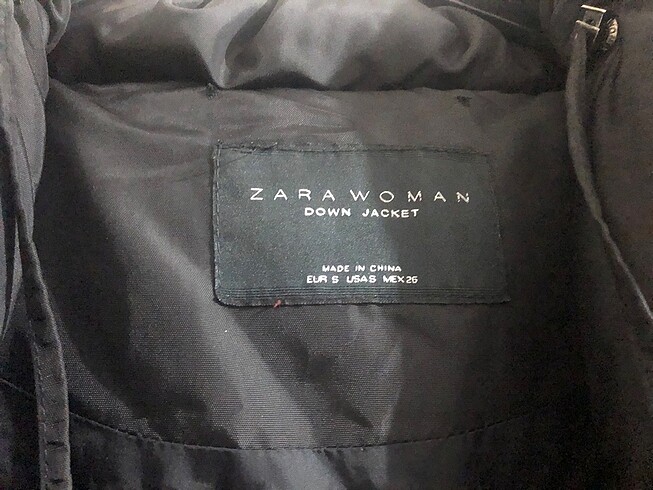 ZARA WOMAN
DOWN JACKET
MADE IN CHINA
EUR S USA S MEX 26